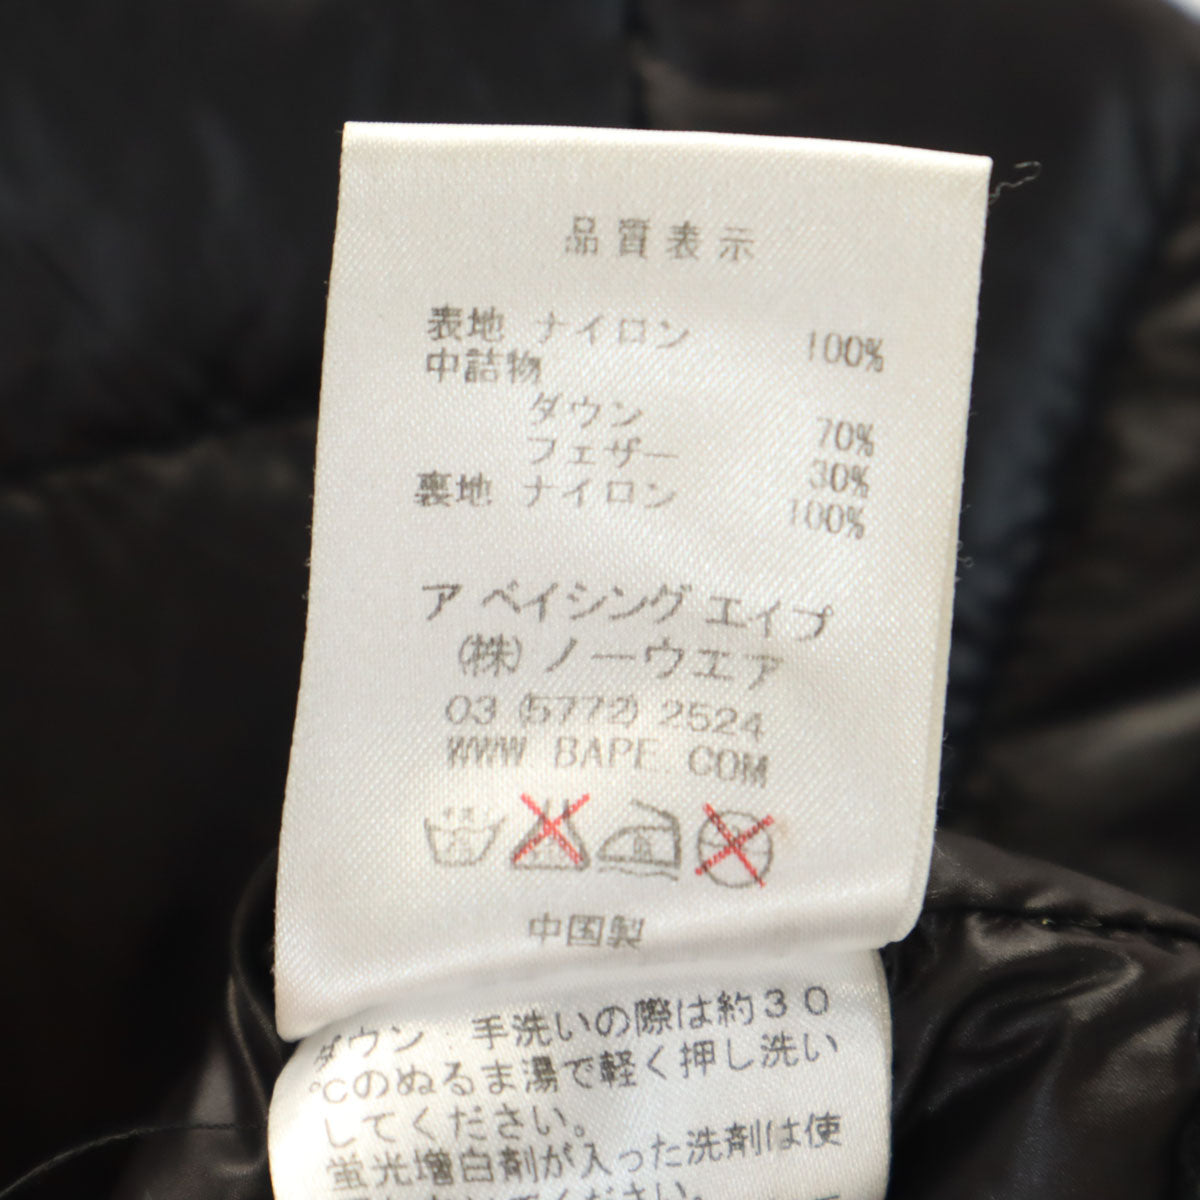 品質表示
表地 ナイロン 100%
中詰物
ダウン 70%
フェザー 30%
裏地 ナイロン 100%
ア ベイシング エイプ
(株) ノーウエア
03 (5772) 2524
WWW BAPE. COM
中
中国製
ダウン 手洗いの際は約30
℃のぬるま湯で軽く押し洗い
してください。
蛍光増白剤が入った洗剤は使
ください。